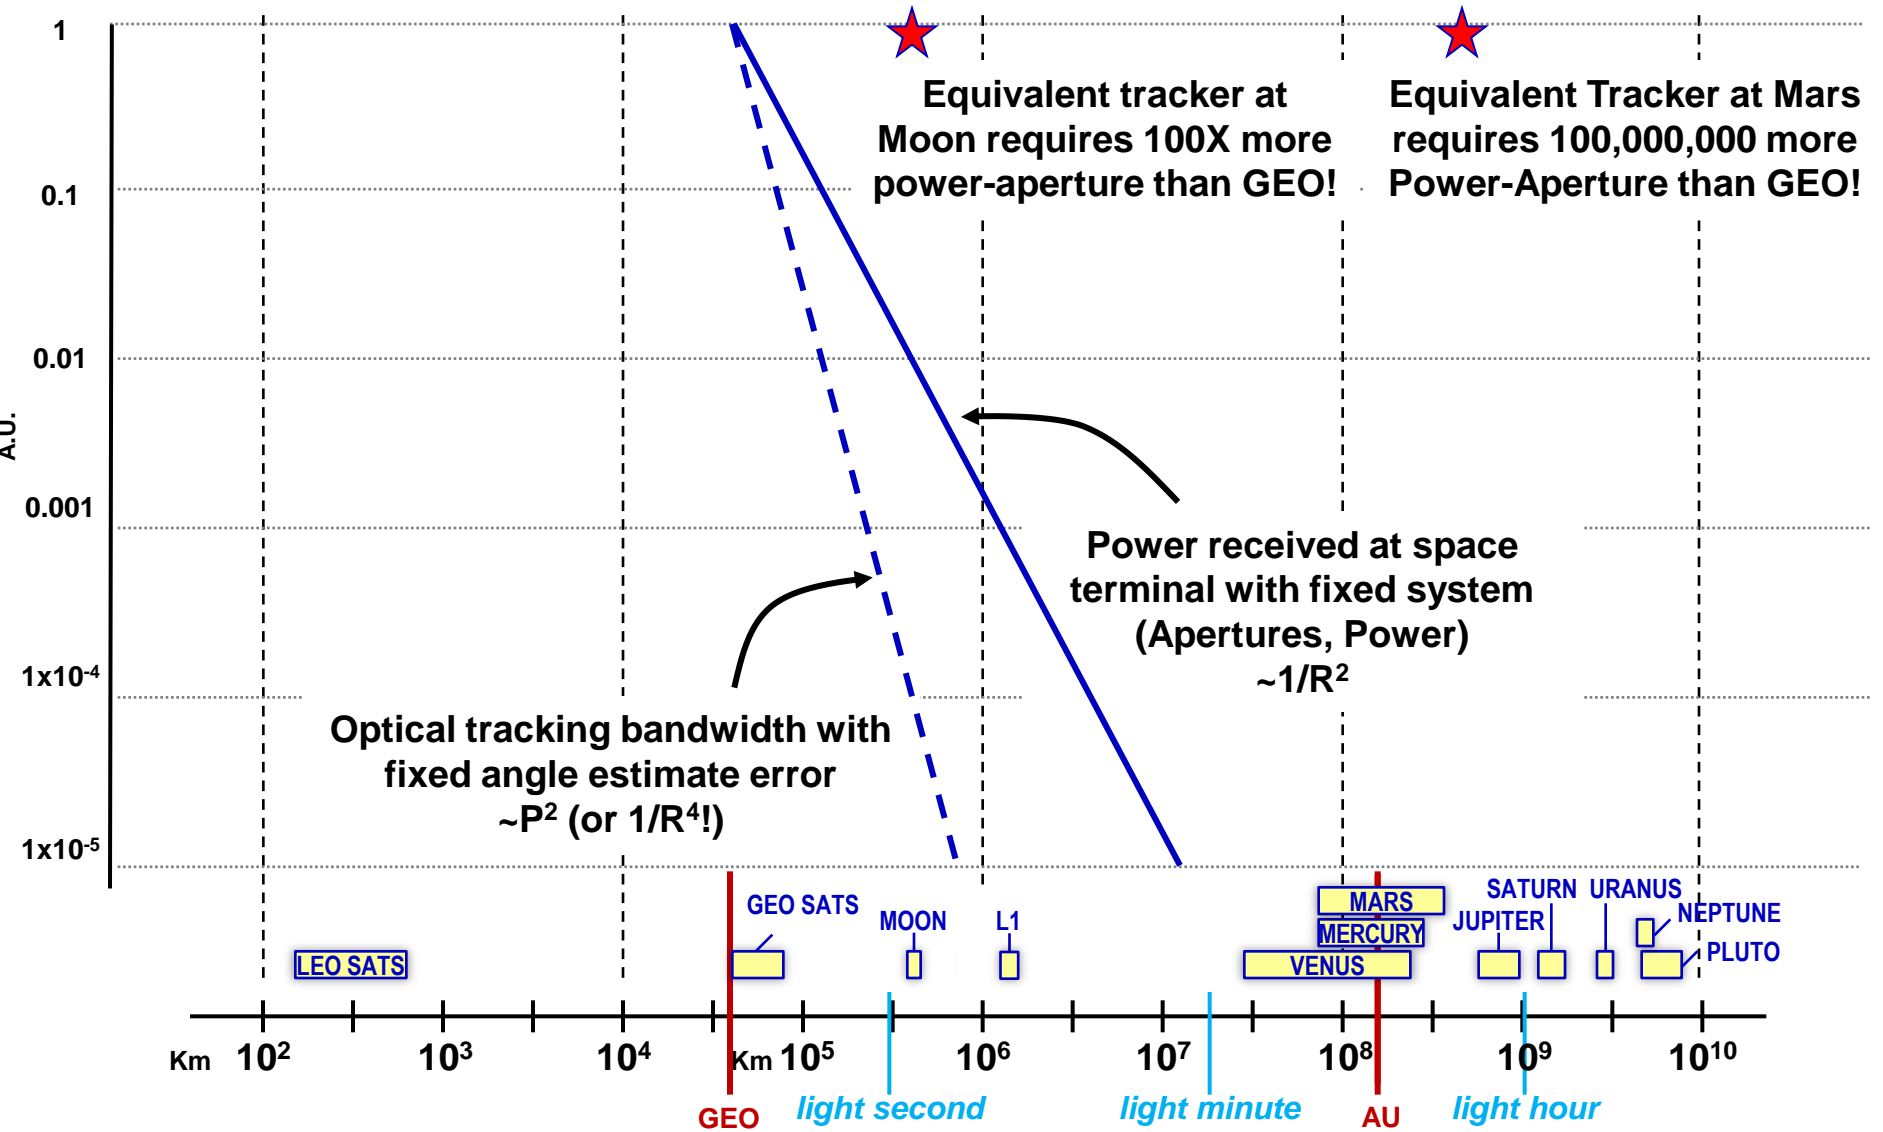 1
Equivalent tracker at
Moon requires 100X more
power-aperture than GEO!
Equivalent Tracker at Mars
requires 100,000,000 more
Power-Aperture than GEO!
0.1
0.01
A.U.
0.001
1x10⁻⁴
1x10⁻⁵
Power received at space
terminal with fixed system
(Apertures, Power)
~1/R²
Optical tracking bandwidth with
fixed angle estimate error
~P² (or 1/R⁴!)
LEO SATS
GEO SATS
MOON
L1
MARS
MERCURY
VENUS
JUPITER
SATURN
URANUS
NEPTUNE
PLUTO
Km
10²
10³
10⁴
Km
10⁵
10⁶
10⁷
10⁸
10⁹
10¹⁰
GEO
light second
light minute
AU
light hour